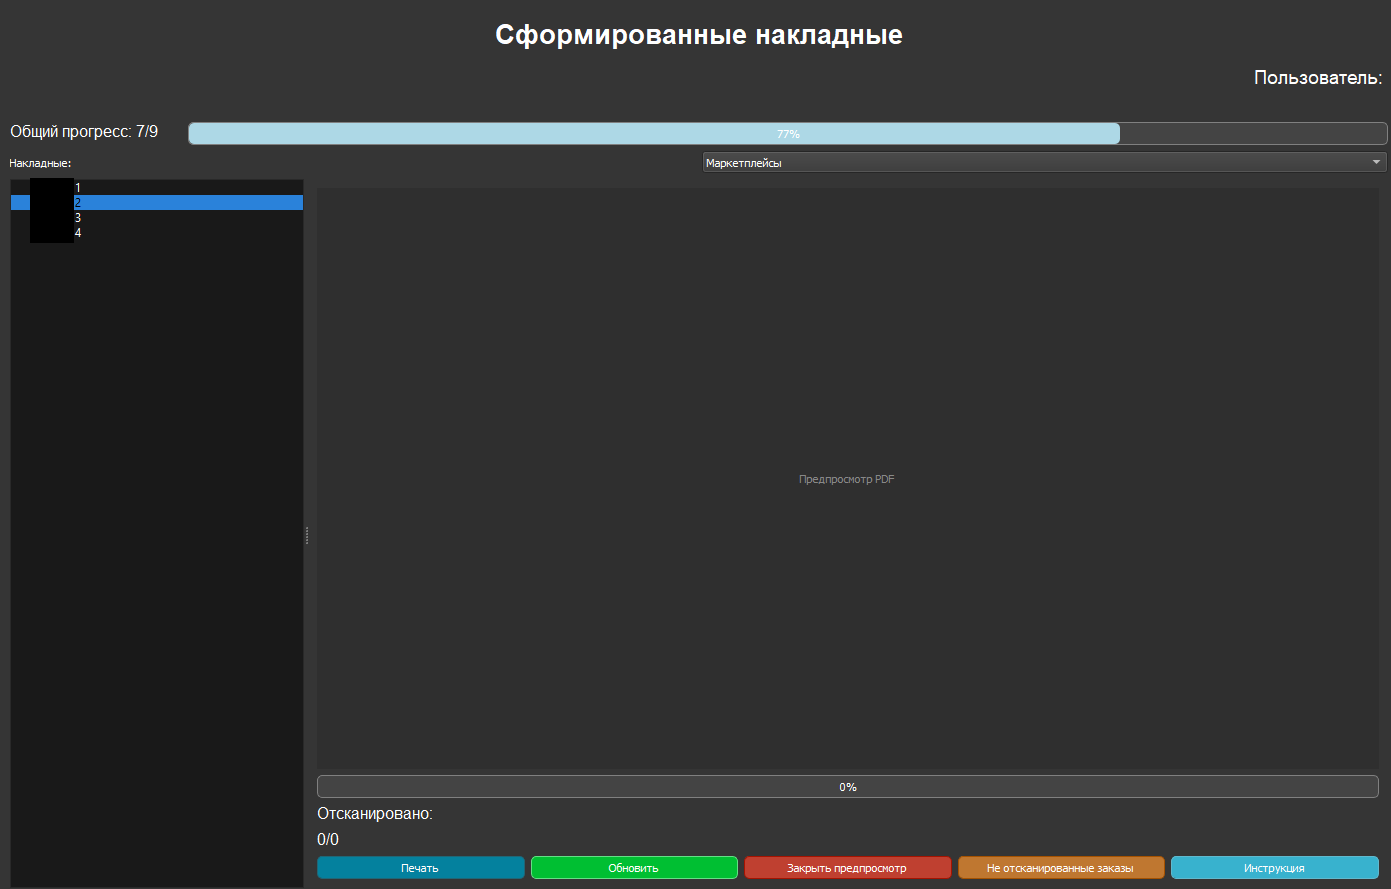 Сформированные накладные
Пользователь:
Общий прогресс: 7/9
77%
Накладные:
Маркетплейсы
1
2
3
4
Предпросмотр PDF
0%
Отсканировано:
0/0
Печать
Обновить
Закрыть предпросмотр
Не отсканированные заказы
Инструкция